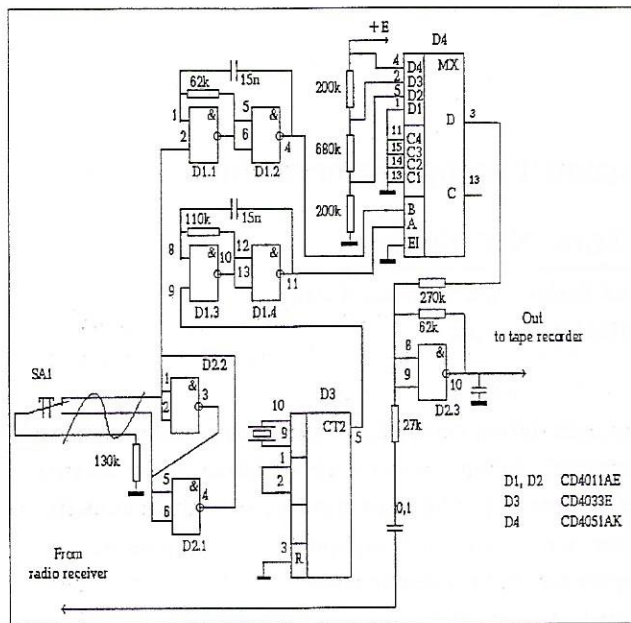 +E
D4
62k
15n
1
2
&
D1.1
5
6
&
4
D1.2
200k
680k
200k
4 D4 MX
2 D3
5 D2
1 D1
D 3
11 C4
15 C3
14 C2
13 C1
C 13
B
A
EI
110k
15n
8
9
&
10
D1.3
12
13
&
11
D1.4
270k
62k
Out
to tape recorder
8
9
&
10
D2.3
SA1
D2.2
1
2
&
3
130k
5
6
&
4
D2.1
D3
10
9
CT2
5
1
2
3 R
27k
0,1
D1, D2 CD4011AE
D3 CD4033E
D4 CD4051AK
From
radio receiver